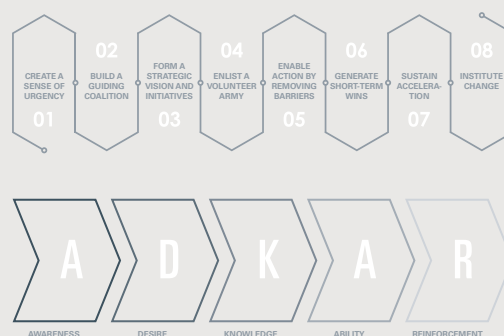 CREATE A
SENSE OF
URGENCY
01
02
BUILD A
GUIDING
COALITION
FORM A
STRATEGIC
VISION AND
INITIATIVES
03
04
ENLIST A
VOLUNTEER
ARMY
ENABLE
ACTION BY
REMOVING
BARRIERS
05
06
GENERATE
SHORT-TERM
WINS
SUSTAIN
ACCELERA-
TION
07
08
INSTITUTE
CHANGE
A D K A R
AWARENESS DESIRE KNOWLEDGE ABILITY REINFORCEMENT